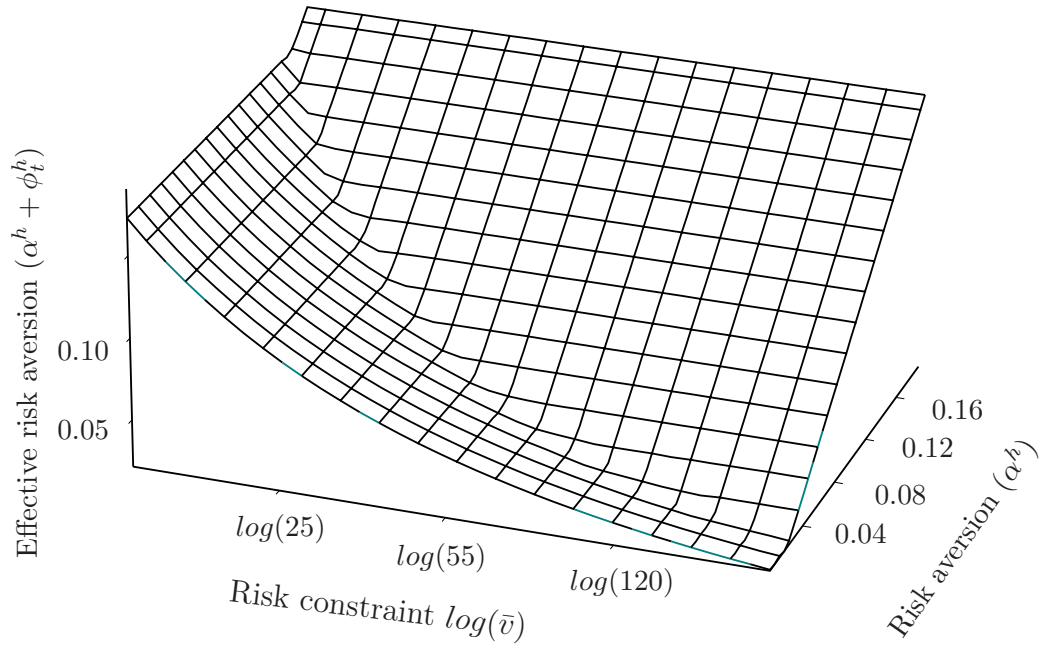 Effective risk aversion (α^h + ϕ_t^h)
0.10
0.05
log(25)
log(55)
log(120)
Risk constraint log(v̄)
0.16
0.12
0.08
0.04
Risk aversion (α^h)